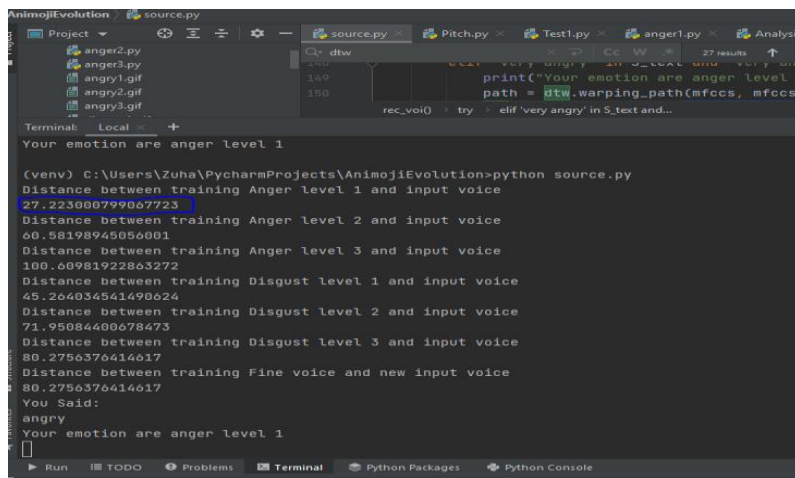 AnimojiEvolution 〉 source.py
Project
source.py × Pitch.py × Test1.py × anger1.py × Analysi
anger2.py
anger3.py
angry1.gif
angry2.gif
angry3.gif
dtw
Cc W .* 27 results
149 print("Your emotion are anger level
150 path = dtw.warping_path(mfccs, mfccs
rec_voi() › try › elif 'very angry' in S_text and...
Terminal: Local × +
Your emotion are anger level 1
(venv) C:\Users\Zuha\PycharmProjects\AnimojiEvolution>python source.py
Distance between training Anger level 1 and input voice
27.223000799067723
Distance between training Anger level 2 and input voice
60.58198945056001
Distance between training Anger level 3 and input voice
100.60981922863272
Distance between training Disgust level 1 and input voice
45.264034541490624
Distance between training Disgust level 2 and input voice
71.95084400678473
Distance between training Disgust level 3 and input voice
80.2756376414617
Distance between training Fine voice and new input voice
80.2756376414617
You Said:
angry
Your emotion are anger level 1
Run TODO Problems Terminal Python Packages Python Console